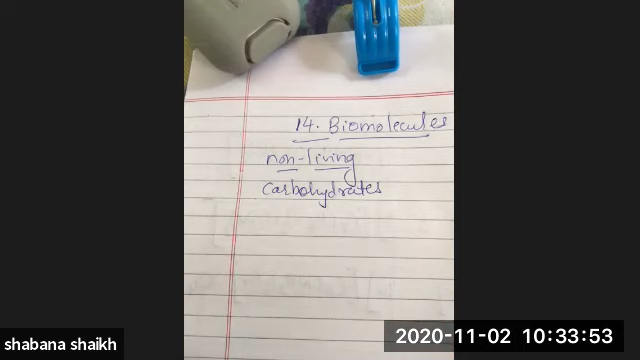 14. Biomolecules
non-living
Carbohydrates
shabana shaikh
2020-11-02 10:33:53